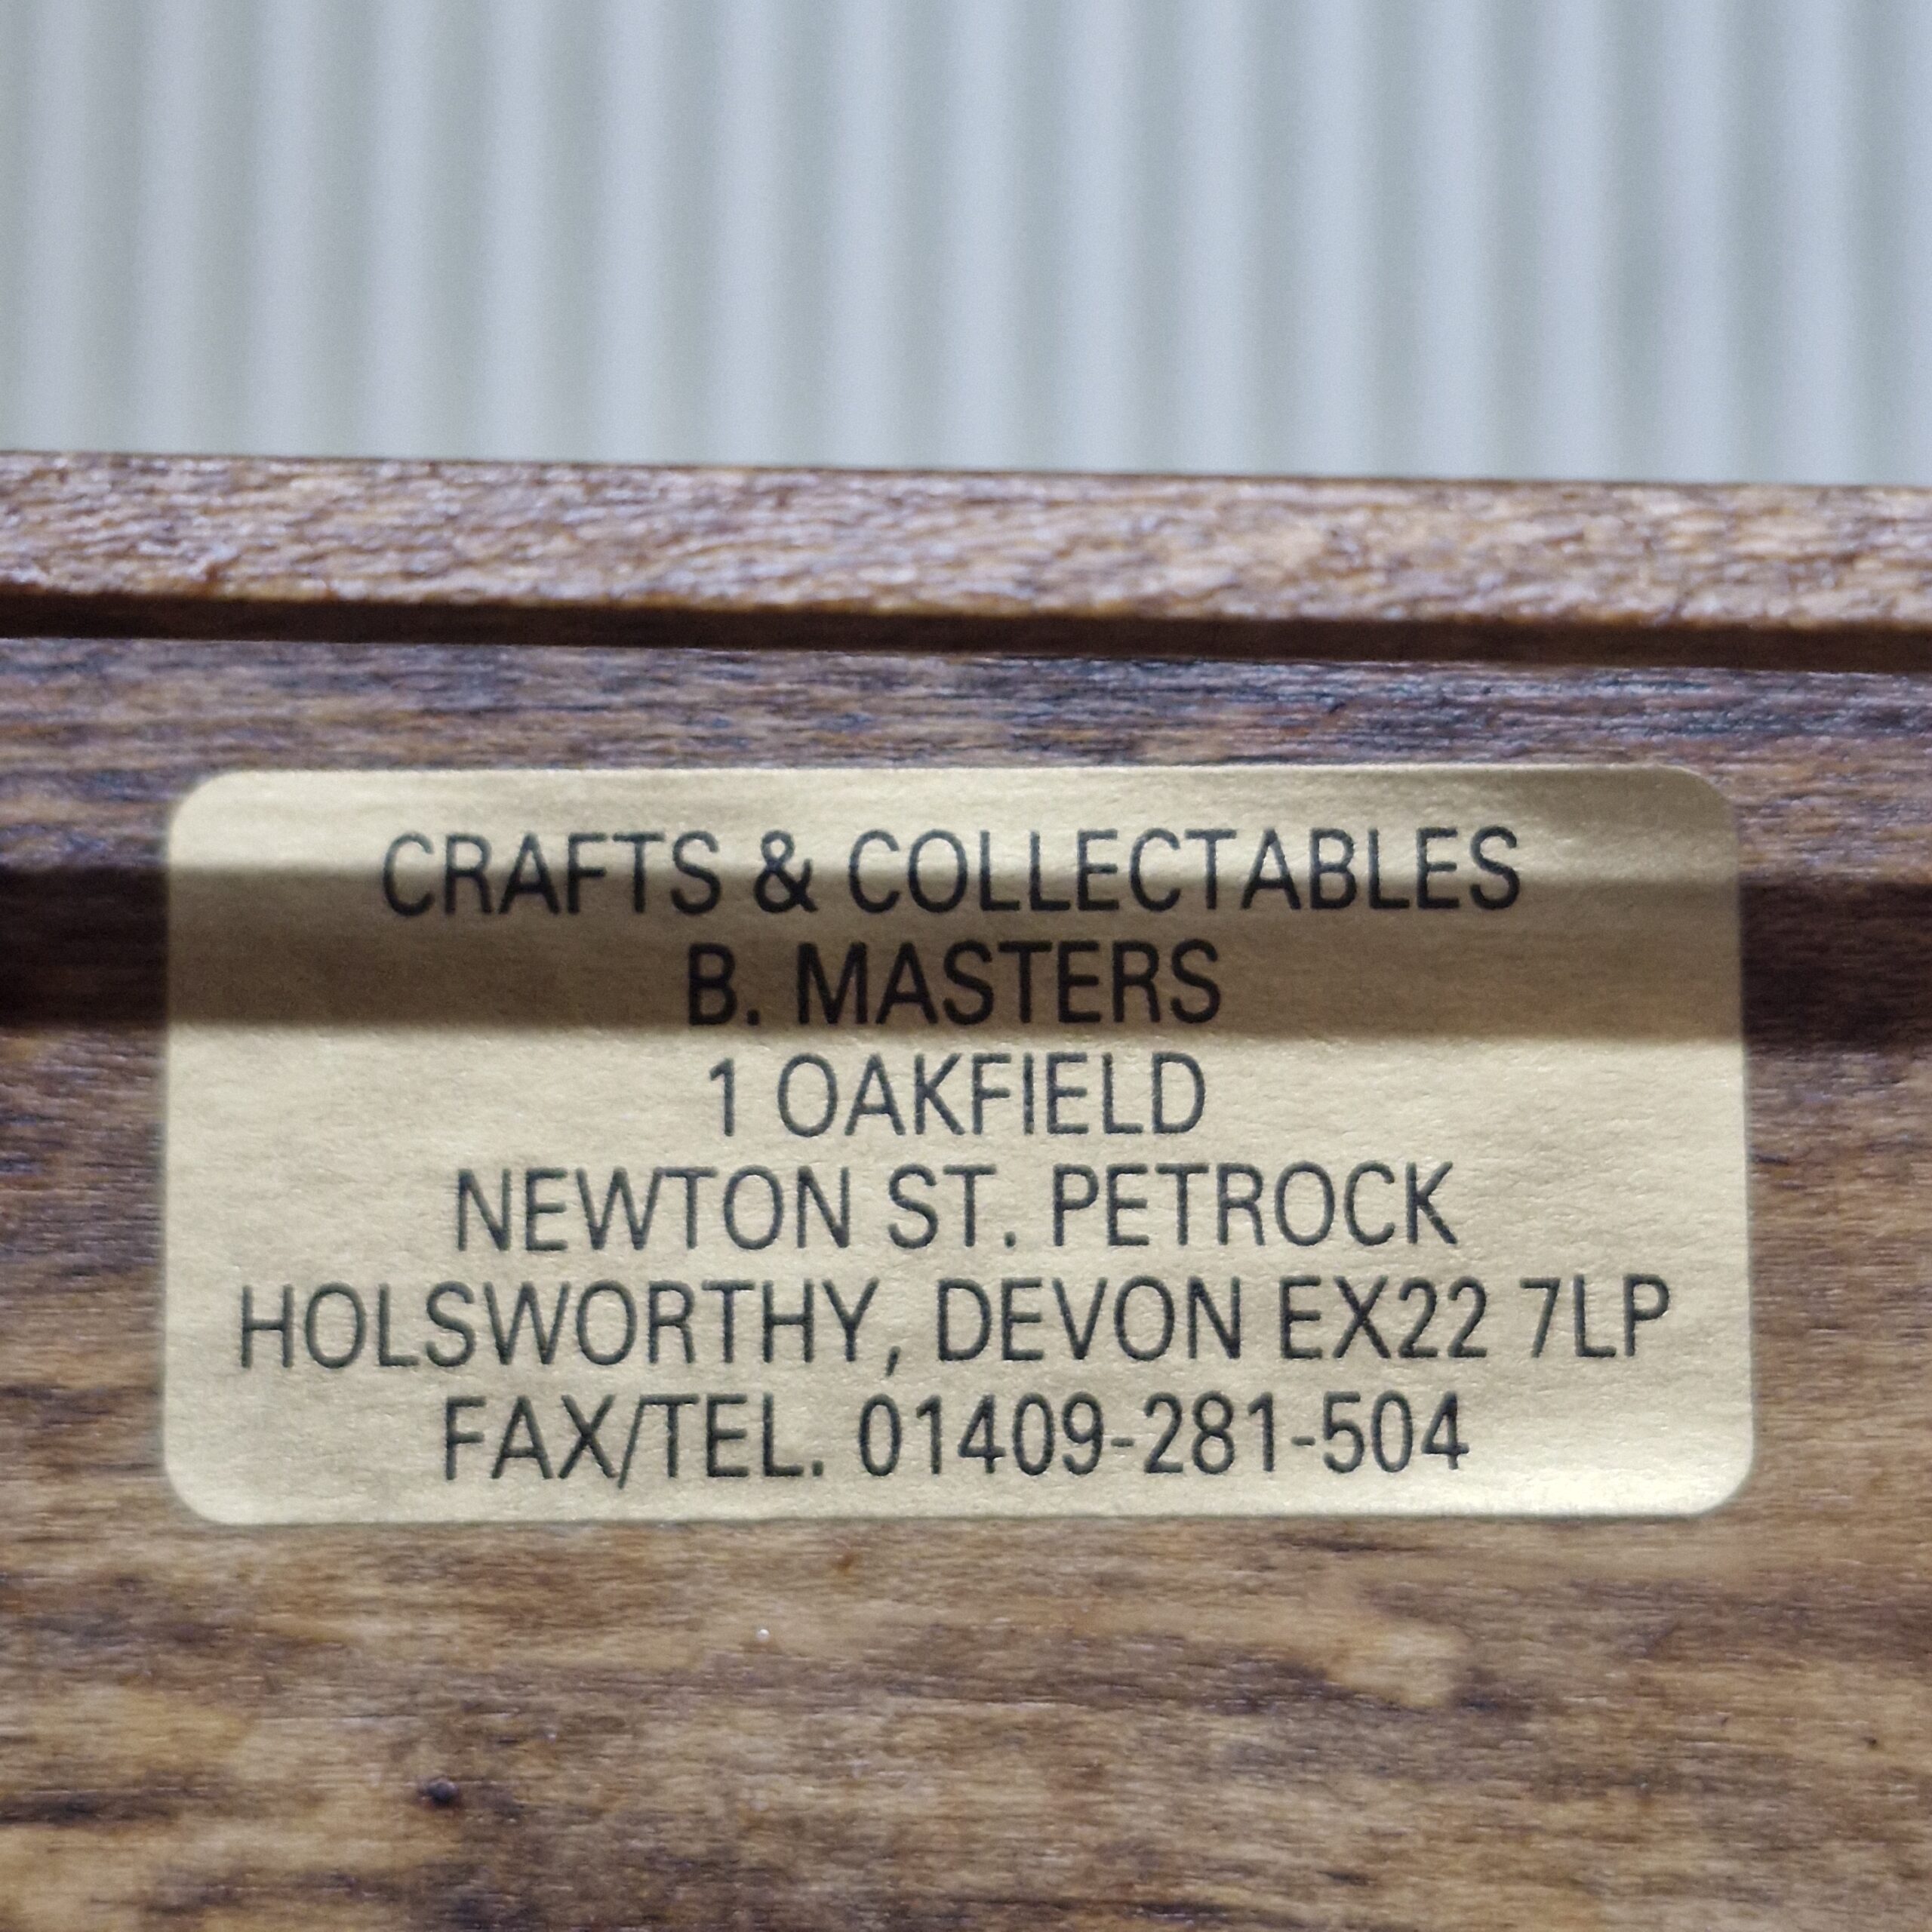 CRAFTS & COLLECTABLES
B. MASTERS
1 OAKFIELD
NEWTON ST. PETROCK
HOLSWORTHY, DEVON EX22 7LP
FAX/TEL. 01409-281-504